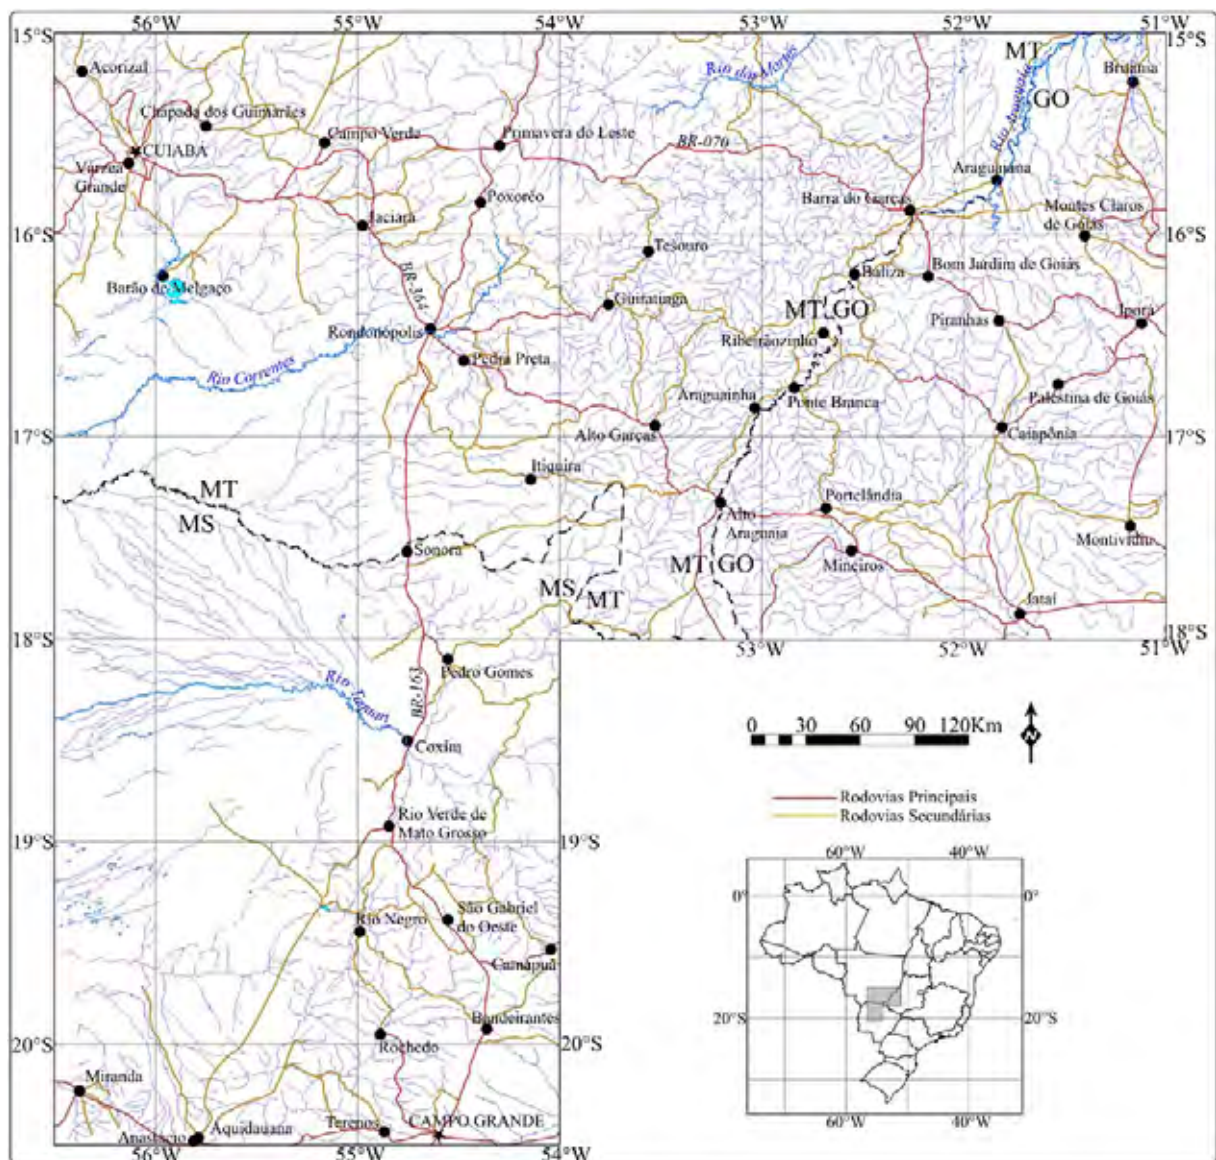 56°W 55°W 54°W 53°W 52°W 51°W
15°S 15°S
Acorizal
Chapada dos Guimarães
Campo Verde
Primavera do Leste
Rio das Mortes
MT
GO
Rio Araguaia
Britânia
CUIABÁ
Várzea
Grande
BR-070
Araguaiana
Poxoréo
Jaciara
Barra do Garças
Montes Claros
de Goiás
16°S 16°S
Tesouro
Baliza
Bom Jardim de Goiás
Barão de Melgaço
BR-364
Guiratinga
MT GO
Piranhas
Iporá
Rondonópolis
Ribeirãozinho
Pedra Preta
Rio Correntes
Araguainha
Ponte Branca
Palestina de Goiás
17°S 17°S
Alto Garças
Caiapônia
Itiquira
MT
MS
Portelândia
Alto
Araguaia
Montividiu
Sonora
MT GO
Mineiros
MS MT
Jataí
18°S 18°S
53°W 52°W 51°W
Pedro Gomes
Rio Taquari
BR-163
Coxim
0 30 60 90 120Km
N
Rodovias Principais
Rodovias Secundárias
Rio Verde de
Mato Grosso
19°S 19°S
60°W 40°W
0° 0°
20°S 20°S
60°W 40°W
Rio Negro
São Gabriel
do Oeste
Camapuã
Bandeirantes
Rochedo
20°S 20°S
Miranda
Anastácio
Aquidauana
Terenos
CAMPO GRANDE
56°W 55°W 54°W